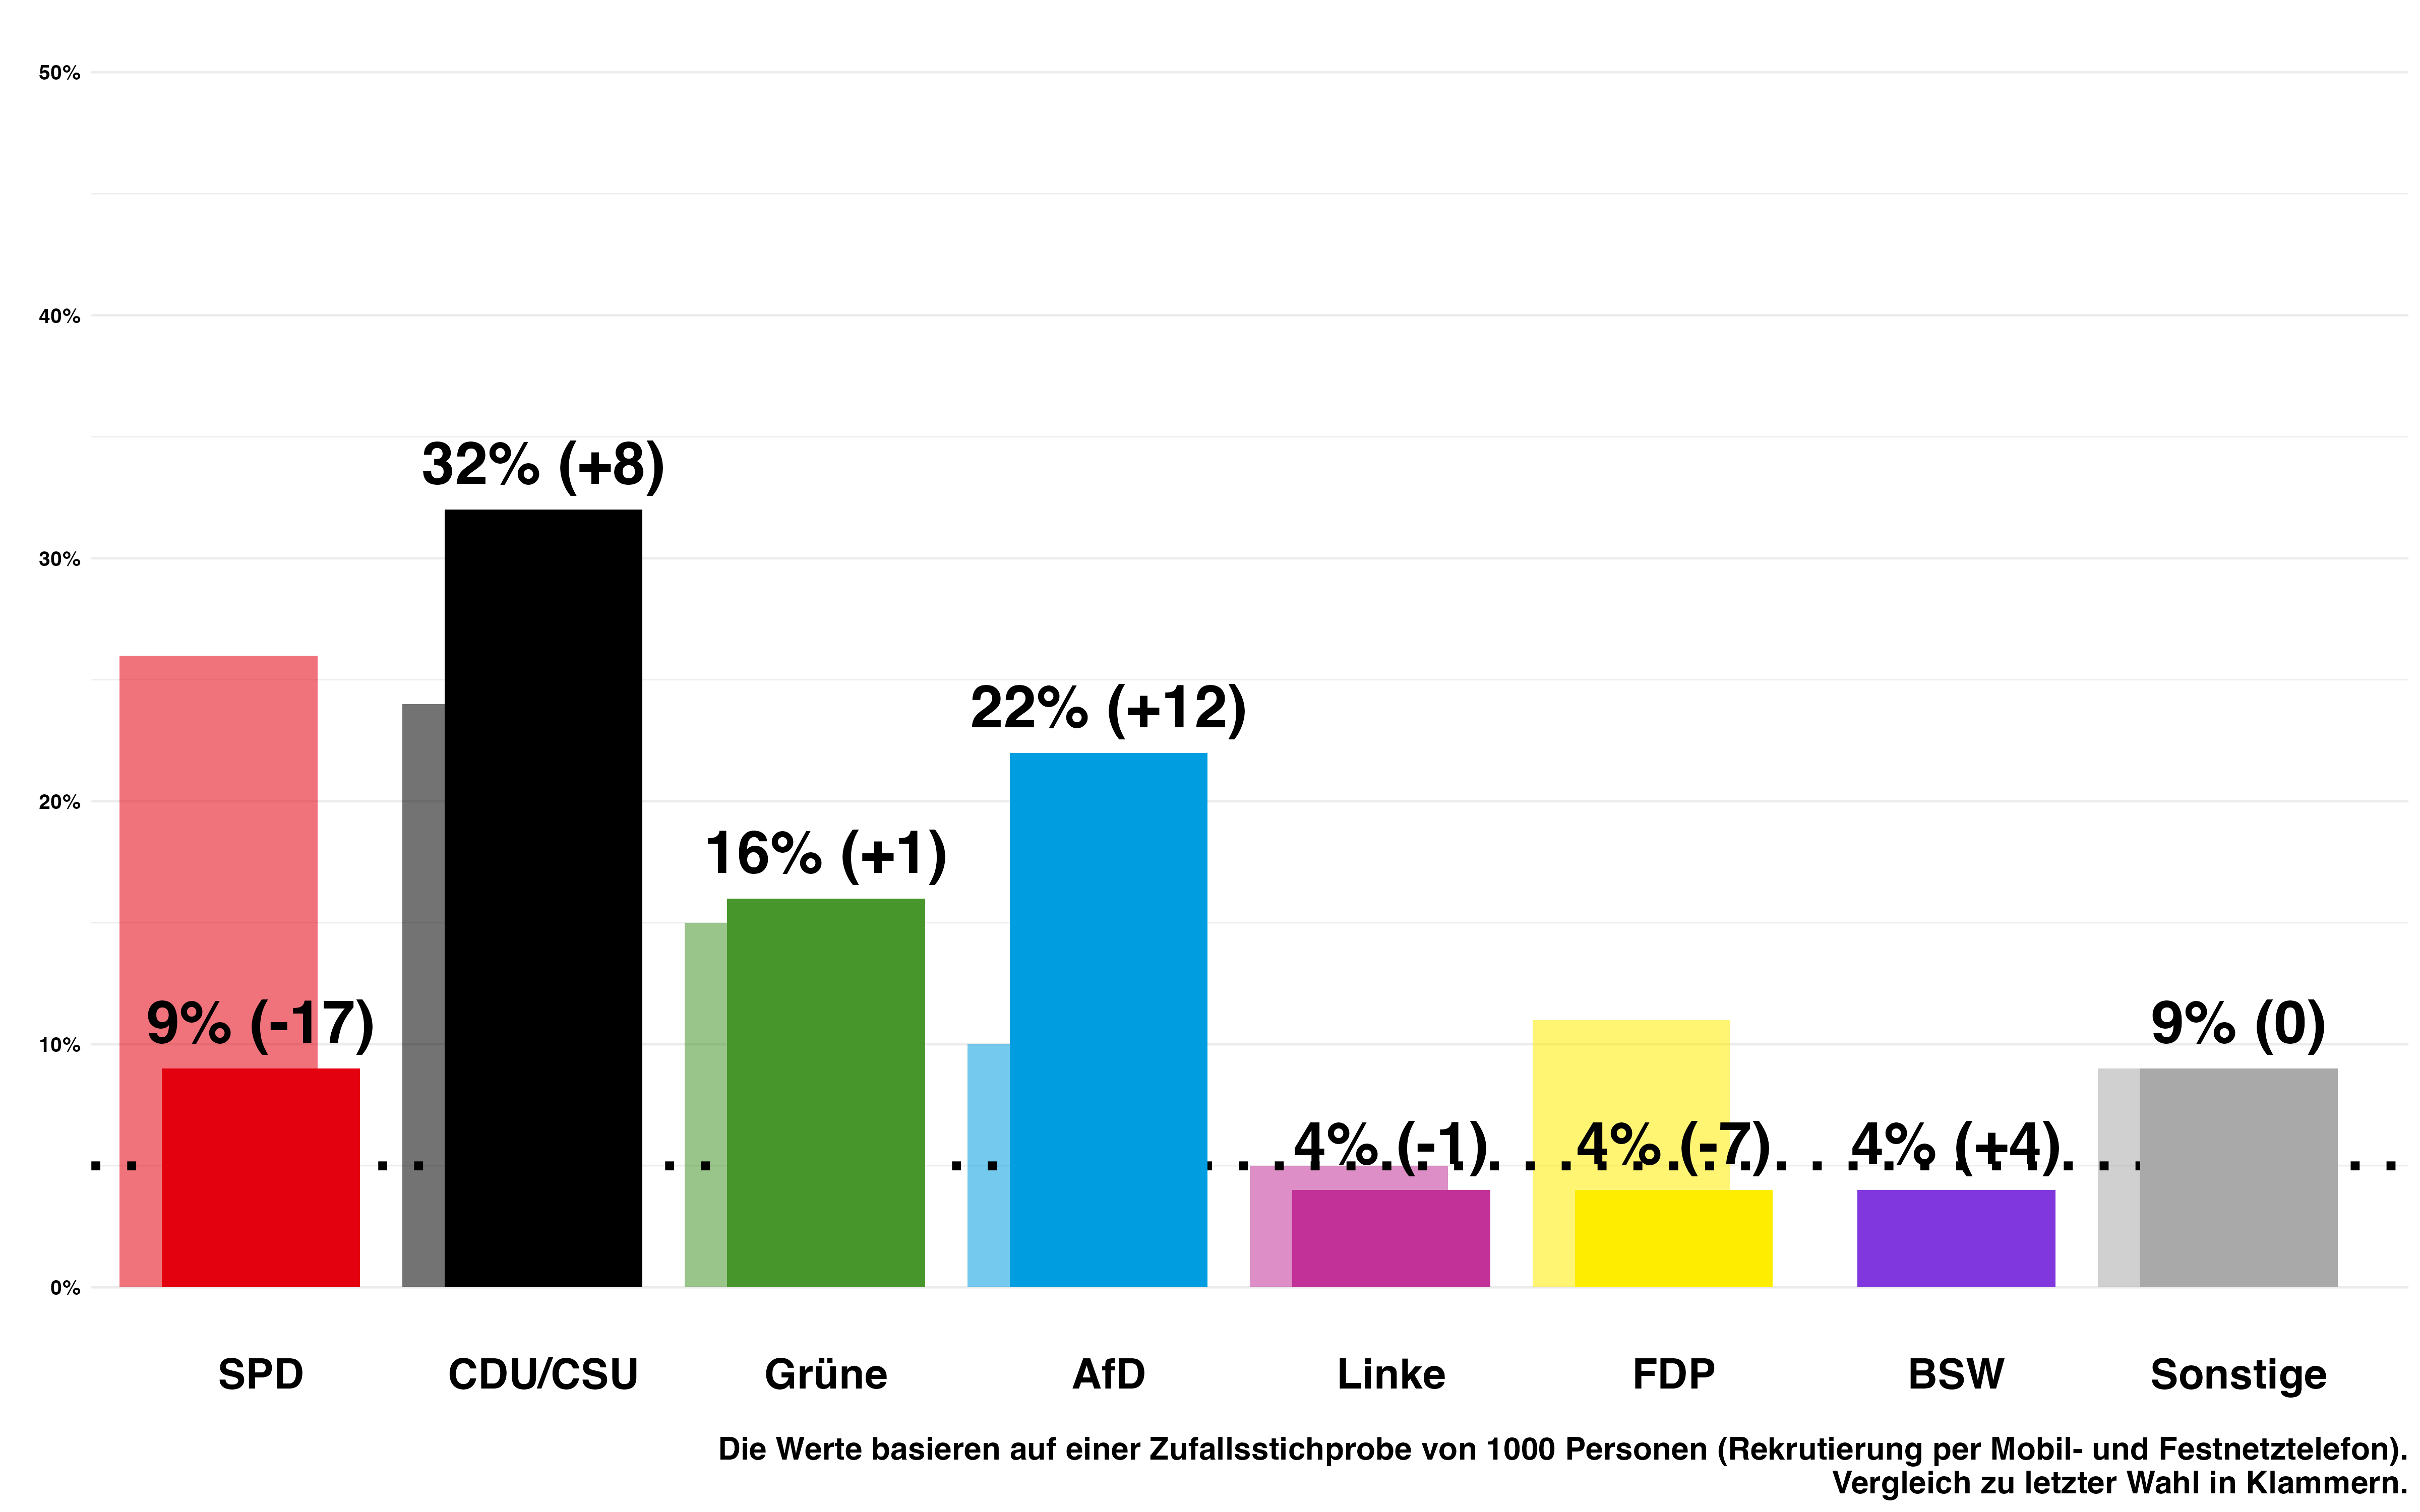 50%
40%
30%
20%
10%
0%
9% (-17)
32% (+8)
16% (+1)
22% (+12)
4% (-1)
4% (-7)
4% (+4)
9% (0)
SPD
CDU/CSU
Grüne
AfD
Linke
FDP
BSW
Sonstige
Die Werte basieren auf einer Zufallsstichprobe von 1000 Personen (Rekrutierung per Mobil- und Festnetztelefon).
Vergleich zu letzter Wahl in Klammern.